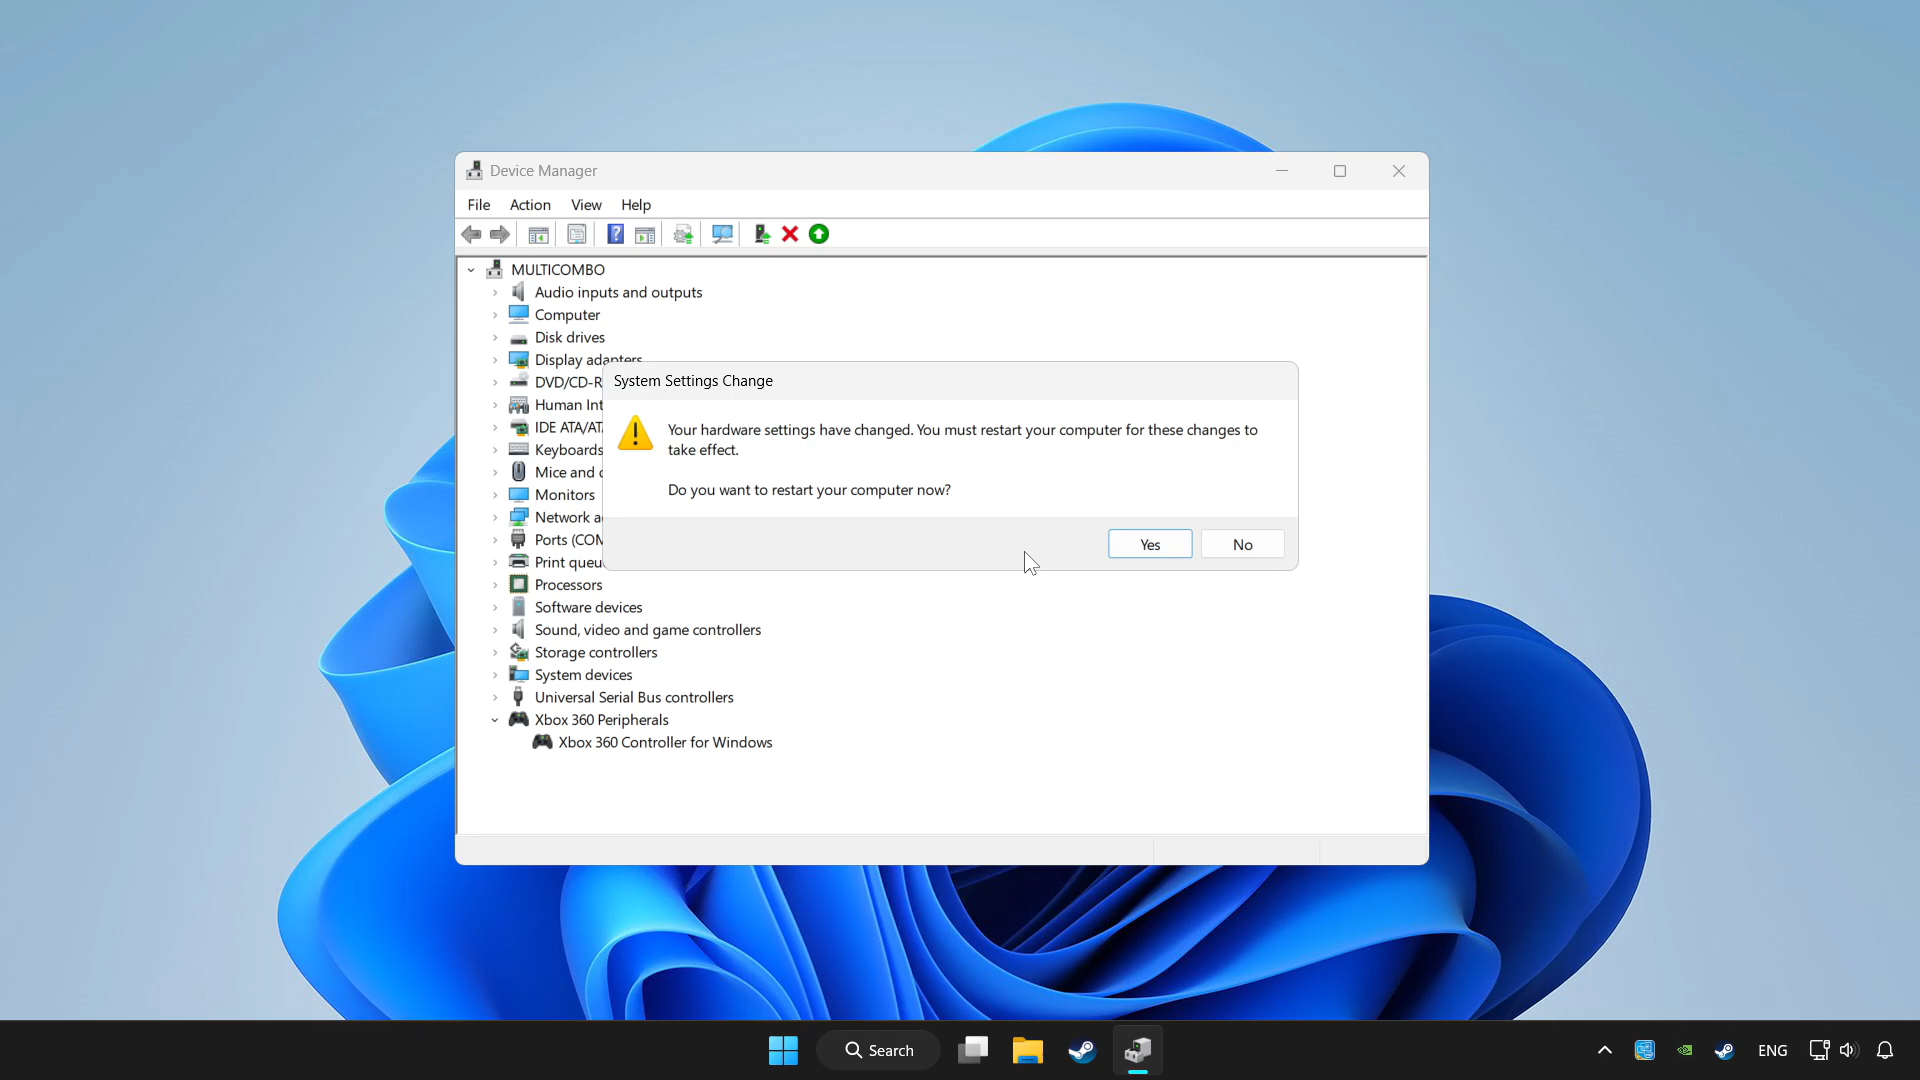 Device Manager
File Action View Help
MULTICOMBO
Audio inputs and outputs
Computer
Disk drives
Display adapters
DVD/CD-R
Human Int
IDE ATA/AT
Keyboards
Mice and
Monitors
Network a
Ports (COM
Print queu
Processors
Software devices
Sound, video and game controllers
Storage controllers
System devices
Universal Serial Bus controllers
Xbox 360 Peripherals
Xbox 360 Controller for Windows
System Settings Change
Your hardware settings have changed. You must restart your computer for these changes to
take effect.
Do you want to restart your computer now?
Yes No
Search
ENG